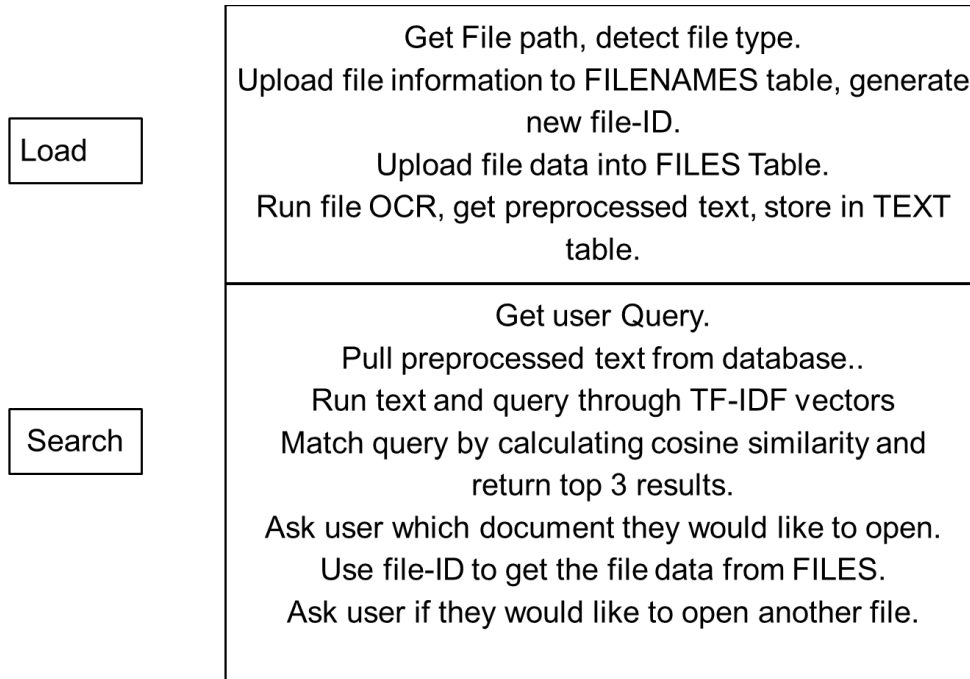 Load
Get File path, detect file type.
Upload file information to FILENAMES table, generate
new file-ID.
Upload file data into FILES Table.
Run file OCR, get preprocessed text, store in TEXT
table.
Search
Get user Query.
Pull preprocessed text from database..
Run text and query through TF-IDF vectors
Match query by calculating cosine similarity and
return top 3 results.
Ask user which document they would like to open.
Use file-ID to get the file data from FILES.
Ask user if they would like to open another file.